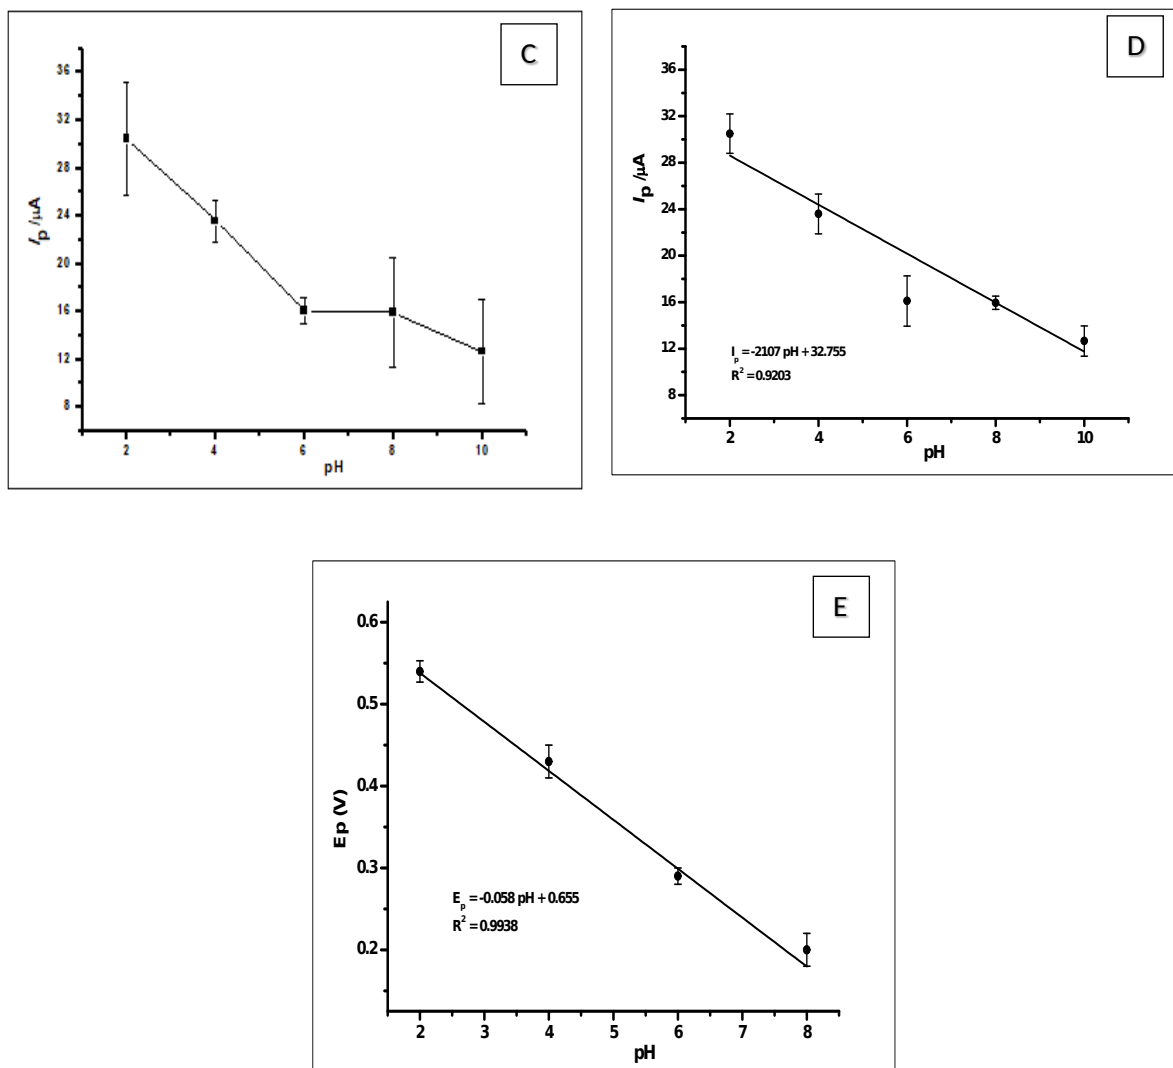 C
36
32
28
24
20
16
12
8
I_p /μA
2 4 6 8 10
pH
D
36
32
28
24
20
16
12
8
I_p /μA
I_p = -2107 pH + 32.755
R² = 0.9203
2 4 6 8 10
pH
E
0.6
0.5
0.4
0.3
0.2
Ep (V)
E_p = -0.058 pH + 0.655
R² = 0.9938
2 3 4 5 6 7 8
pH